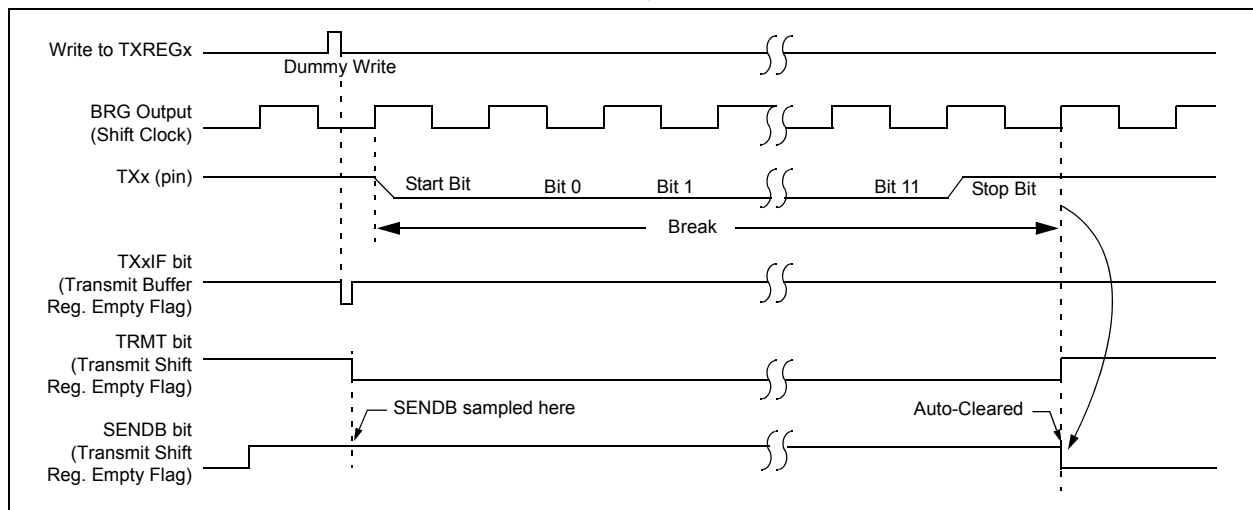 Write to TXREGx
Dummy Write
BRG Output
(Shift Clock)
TXx (pin)
Start Bit
Bit 0
Bit 1
Bit 11
Stop Bit
Break
TXxIF bit
(Transmit Buffer
Reg. Empty Flag)
TRMT bit
(Transmit Shift
Reg. Empty Flag)
SENDB sampled here
Auto-Cleared
SENDB bit
(Transmit Shift
Reg. Empty Flag)